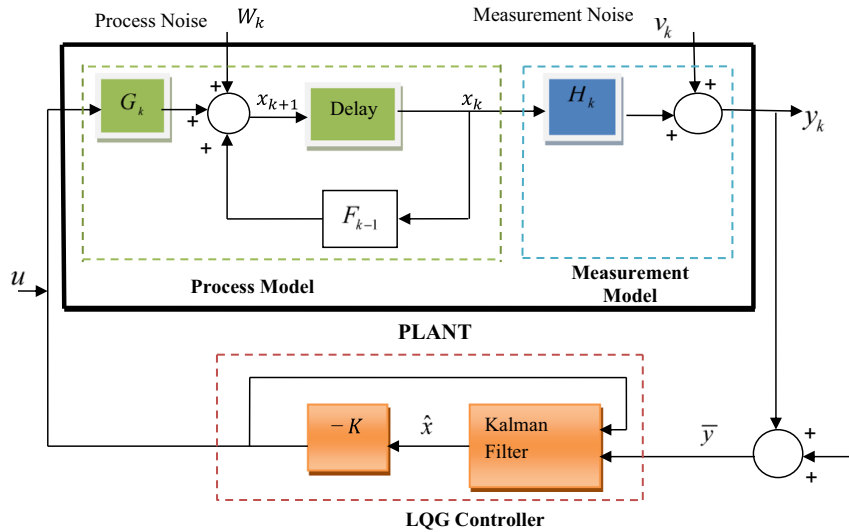 Process Noise
W_k
Measurement Noise
v_k
G_k
+
+
+
x_{k+1}
Delay
x_k
H_k
+
+
y_k
F_{k-1}
Process Model
Measurement
Model
u
PLANT
– K
x̂
Kalman
Filter
y̅
+
+
LQG Controller